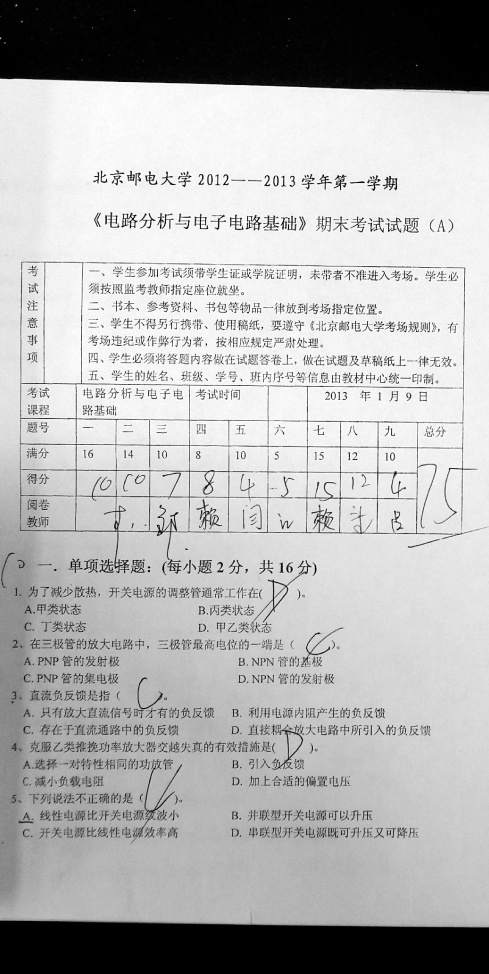 北京邮电大学2012——2013学年第一学期
《电路分析与电子电路基础》期末考试试题（A）
考试注意事项
一、学生参加考试须带学生证或学院证明，未带者不准进入考场。学生必
须按照监考教师指定座位就坐。
二、书本、参考资料、书包等物品一律放到考场指定位置。
三、学生不得另行携带、使用稿纸，要遵守《北京邮电大学考场规则》，有
考场违纪或作弊行为者，按相应规定严肃处理。
四、学生必须将答题内容做在试题答卷上，做在试题及草稿纸上一律无效。
五、学生的姓名、班级、学号、班内序号等信息由教材中心统一印制。
考试课程 电路分析与电子电路基础 考试时间 2013 年 1 月 9 日
题号 一 二 三 四 五 六 七 八 九 总分
满分 16 14 10 8 10 5 15 12 10
得分 10 10 7 8 4 5 15 12 4 75
阅卷教师 赖 闫 赖 吕
10 一．单项选择题：(每小题 2 分，共 16 分)
1. 为了减少散热，开关电源的调整管通常工作在( D )。
A.甲类状态 B.丙类状态
C. 丁类状态 D. 甲乙类状态
2、在三极管的放大电路中，三极管最高电位的一端是（ C ）。
A. PNP 管的发射极 B. NPN 管的基极
C. PNP 管的集电极 D. NPN 管的发射极
3、直流负反馈是指（ C ）。
A. 只有放大直流信号时才有的负反馈 B. 利用电源内阻产生的负反馈
C. 存在于直流通路中的负反馈 D. 直接耦合放大电路中所引入的负反馈
4、克服乙类推挽功率放大器交越失真的有效措施是( D )。
A.选择一对特性相同的功放管 B. 引入负反馈
C. 减小负载电阻 D. 加上合适的偏置电压
5、下列说法不正确的是（ C ）。
A. 线性电源比开关电源纹波小 B. 并联型开关电源可以升压
C. 开关电源比线性电源效率高 D. 串联型开关电源既可升压又可降压